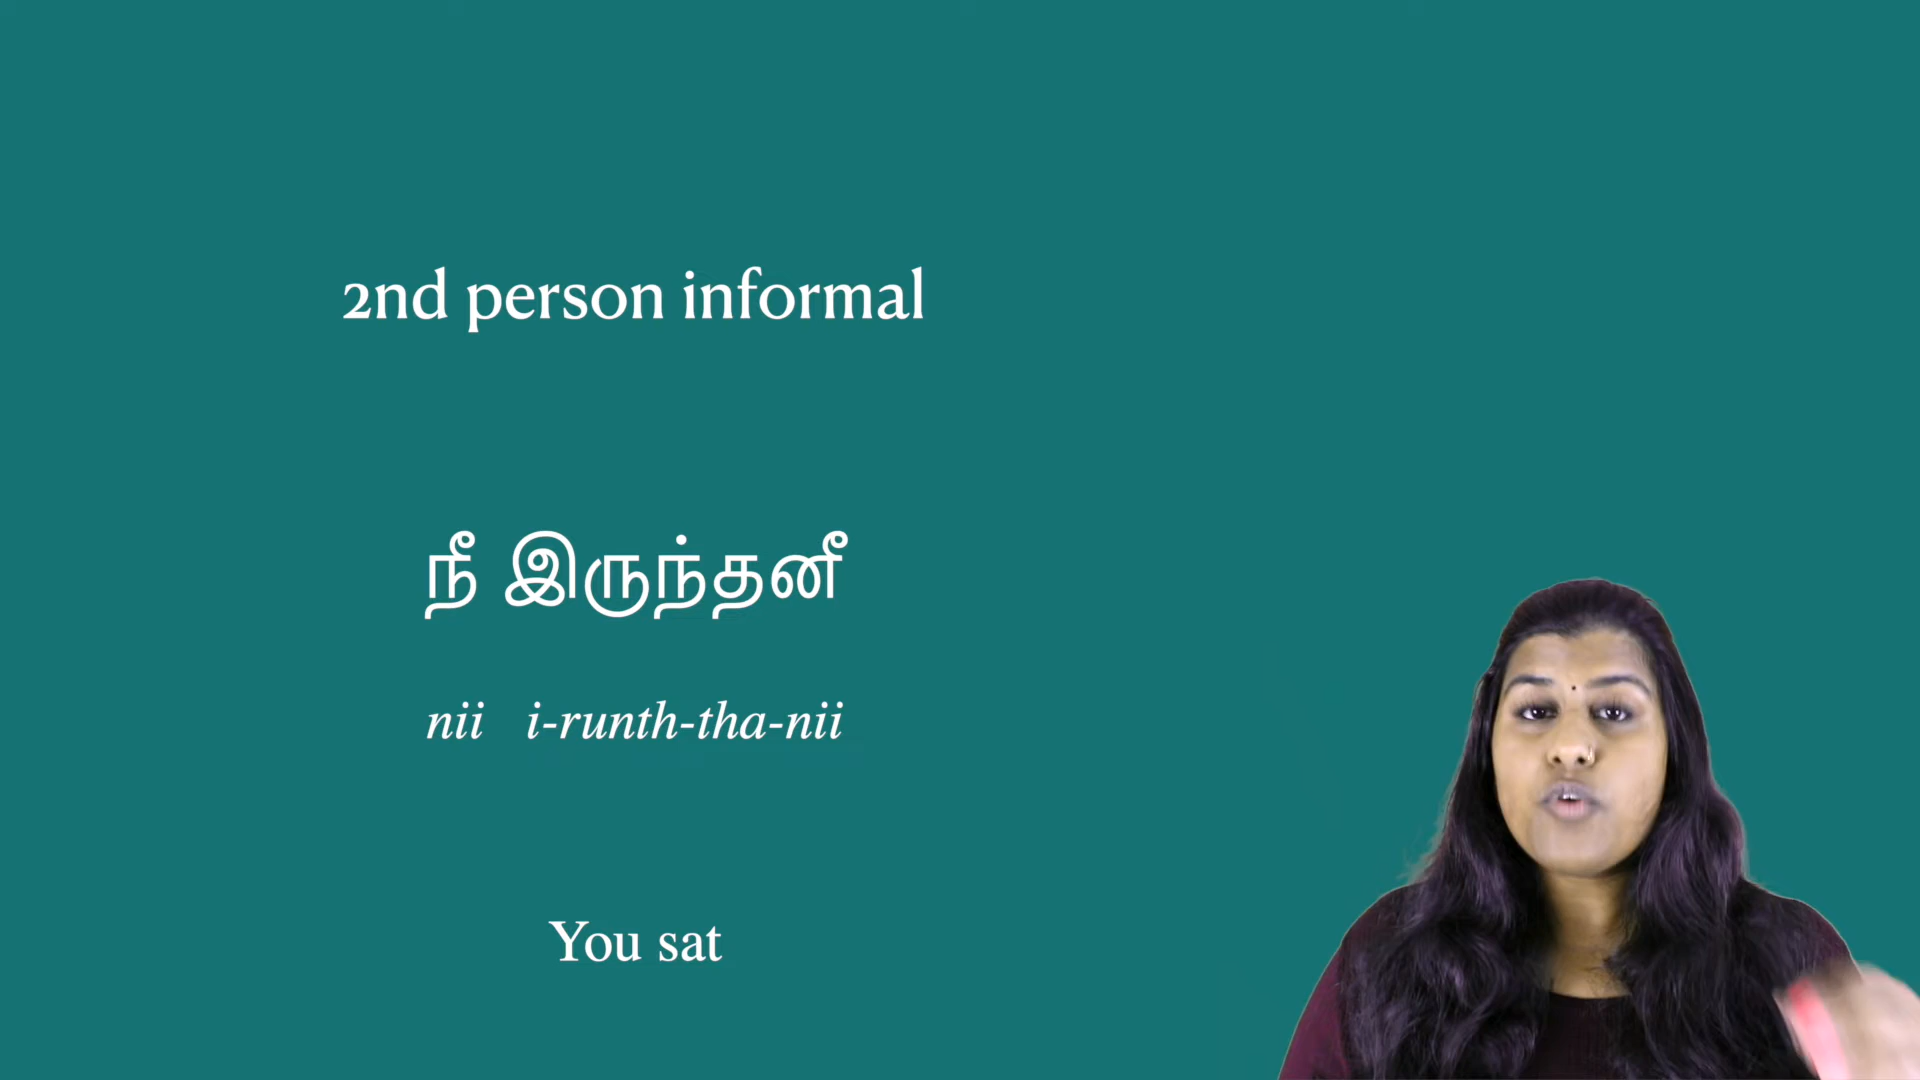 2nd person informal
நீ இருந்தனீ
nii i-runth-tha-nii
You sat